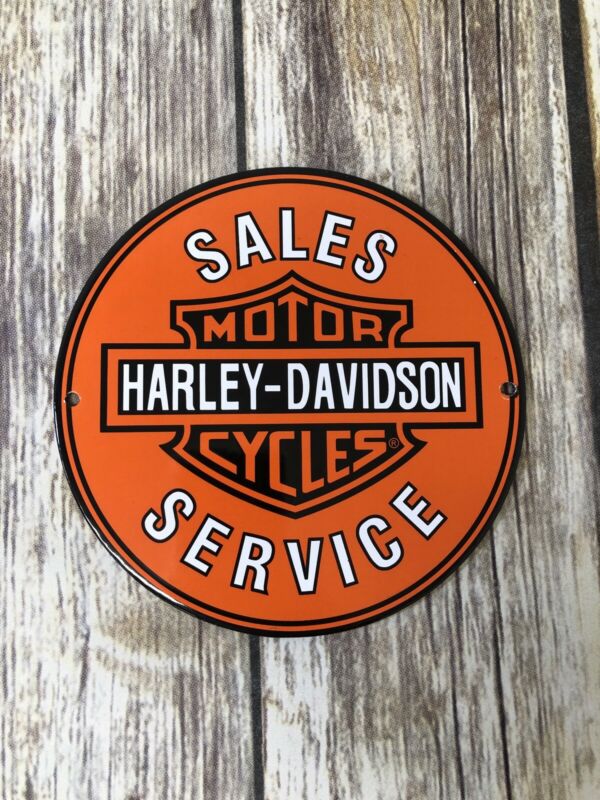 SALES
MOTOR
HARLEY-DAVIDSON
CYCLES®
SERVICE